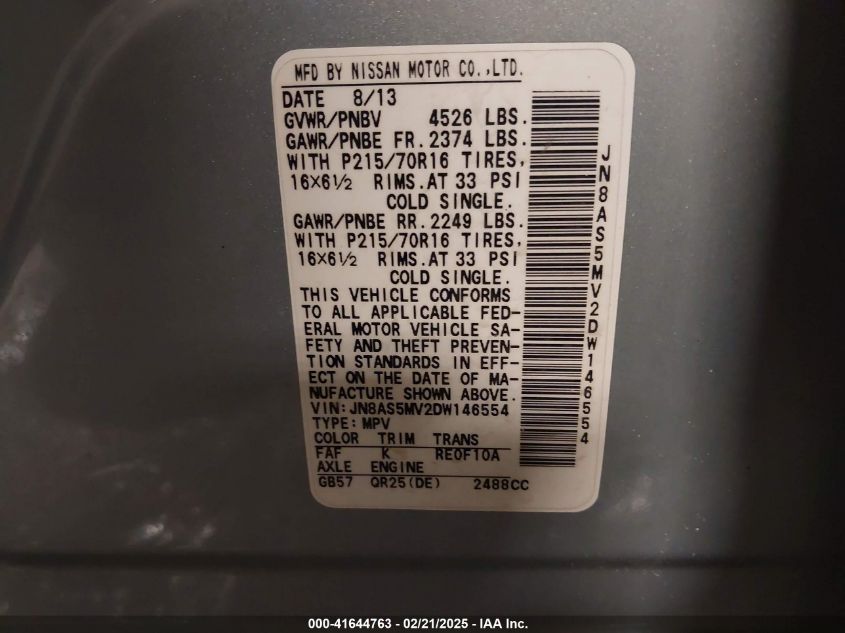 MFD BY NISSAN MOTOR CO.,LTD.
DATE 8/13
GVWR/PNBV 4526 LBS.
GAWR/PNBE FR.2374 LBS.
WITH P215/70R16 TIRES,
16X6½ RIMS.AT 33 PSI
COLD SINGLE.
GAWR/PNBE RR.2249 LBS.
WITH P215/70R16 TIRES,
16X6½ RIMS.AT 33 PSI
COLD SINGLE.
THIS VEHICLE CONFORMS
TO ALL APPLICABLE FED-
ERAL MOTOR VEHICLE SA-
FETY AND THEFT PREVEN-
TION STANDARDS IN EFF-
ECT ON THE DATE OF MA-
NUFACTURE SHOWN ABOVE.
VIN:JN8AS5MV2DW146554
TYPE:MPV
COLOR TRIM TRANS
FAF K RE0F10A
AXLE ENGINE
GB57 QR25(DE) 2488CC
JN8AS5MV2DW146554
000-41644763 - 02/21/2025 - IAA Inc.